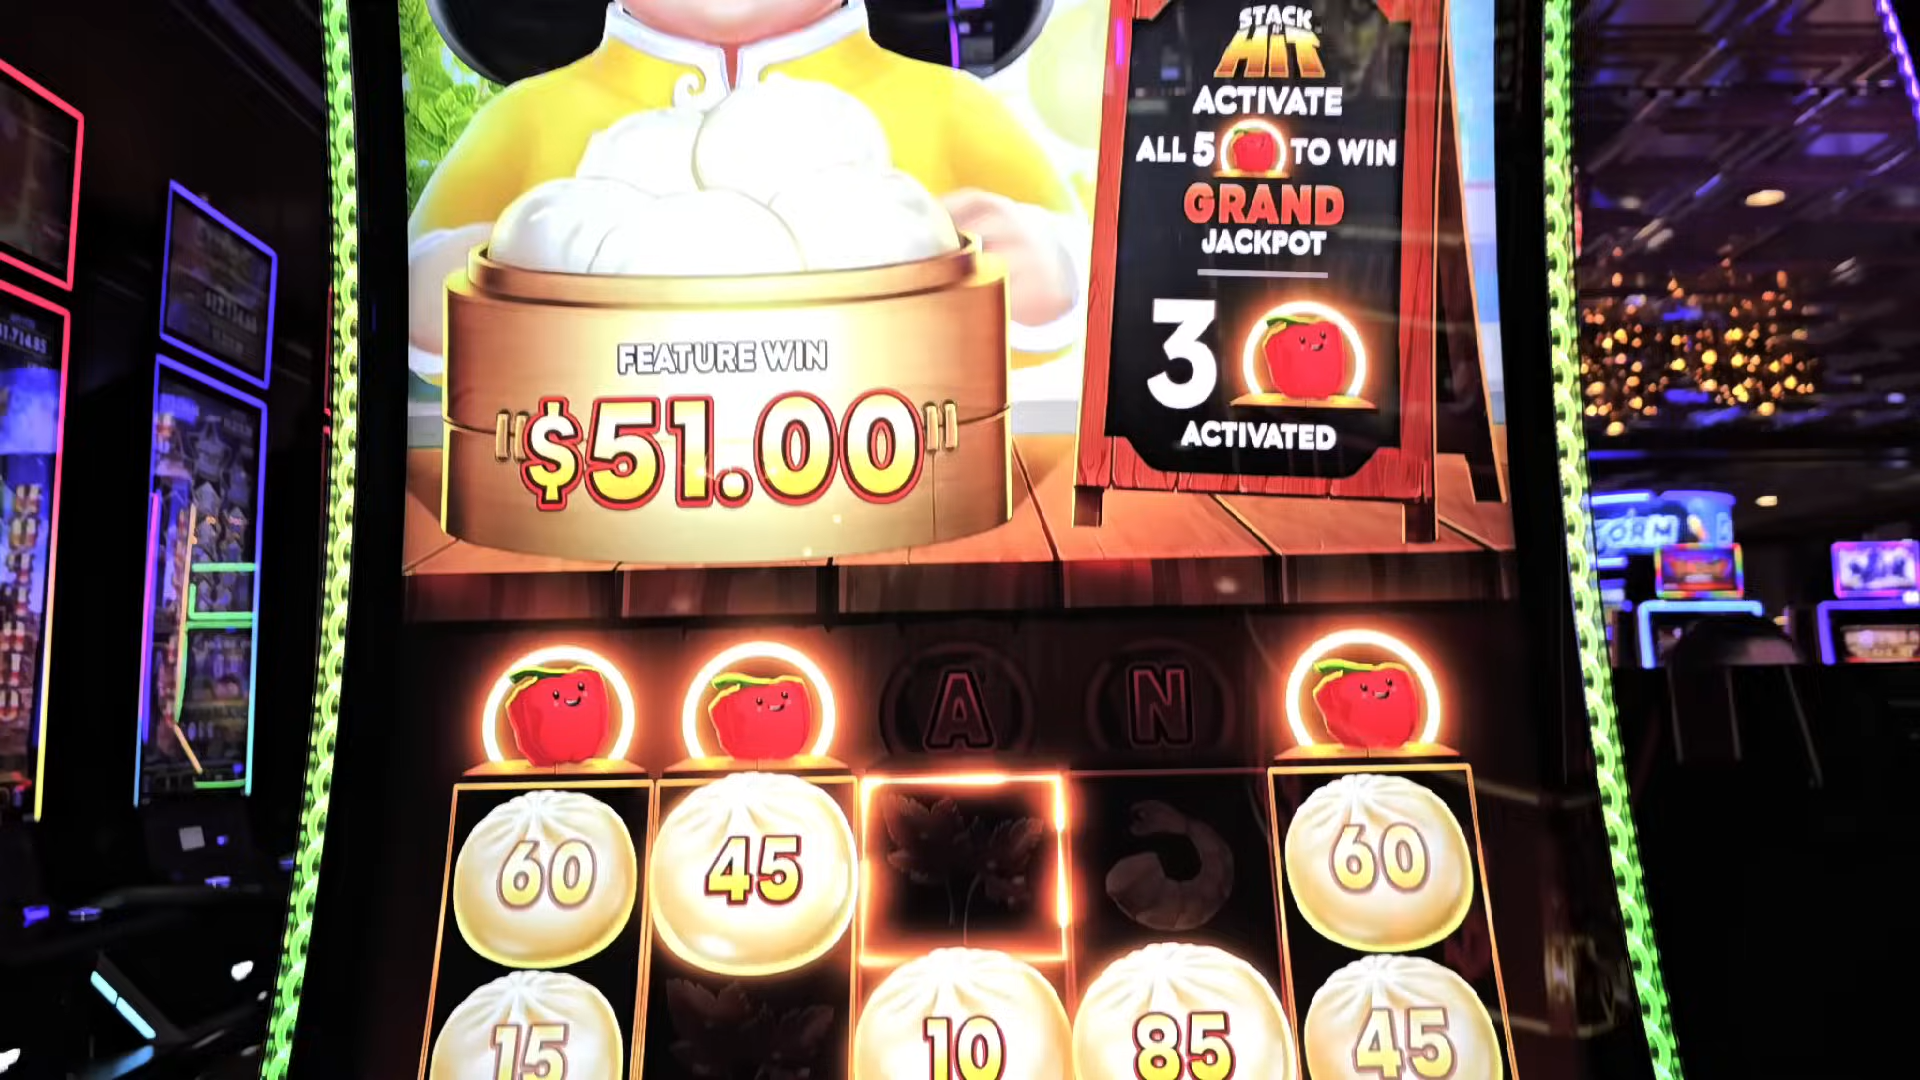 STACK
N'
HIT
ACTIVATE
ALL 5 TO WIN
GRAND
JACKPOT
3
ACTIVATED
FEATURE WIN
$51.00
A N
60 45 60
15 10 85 45